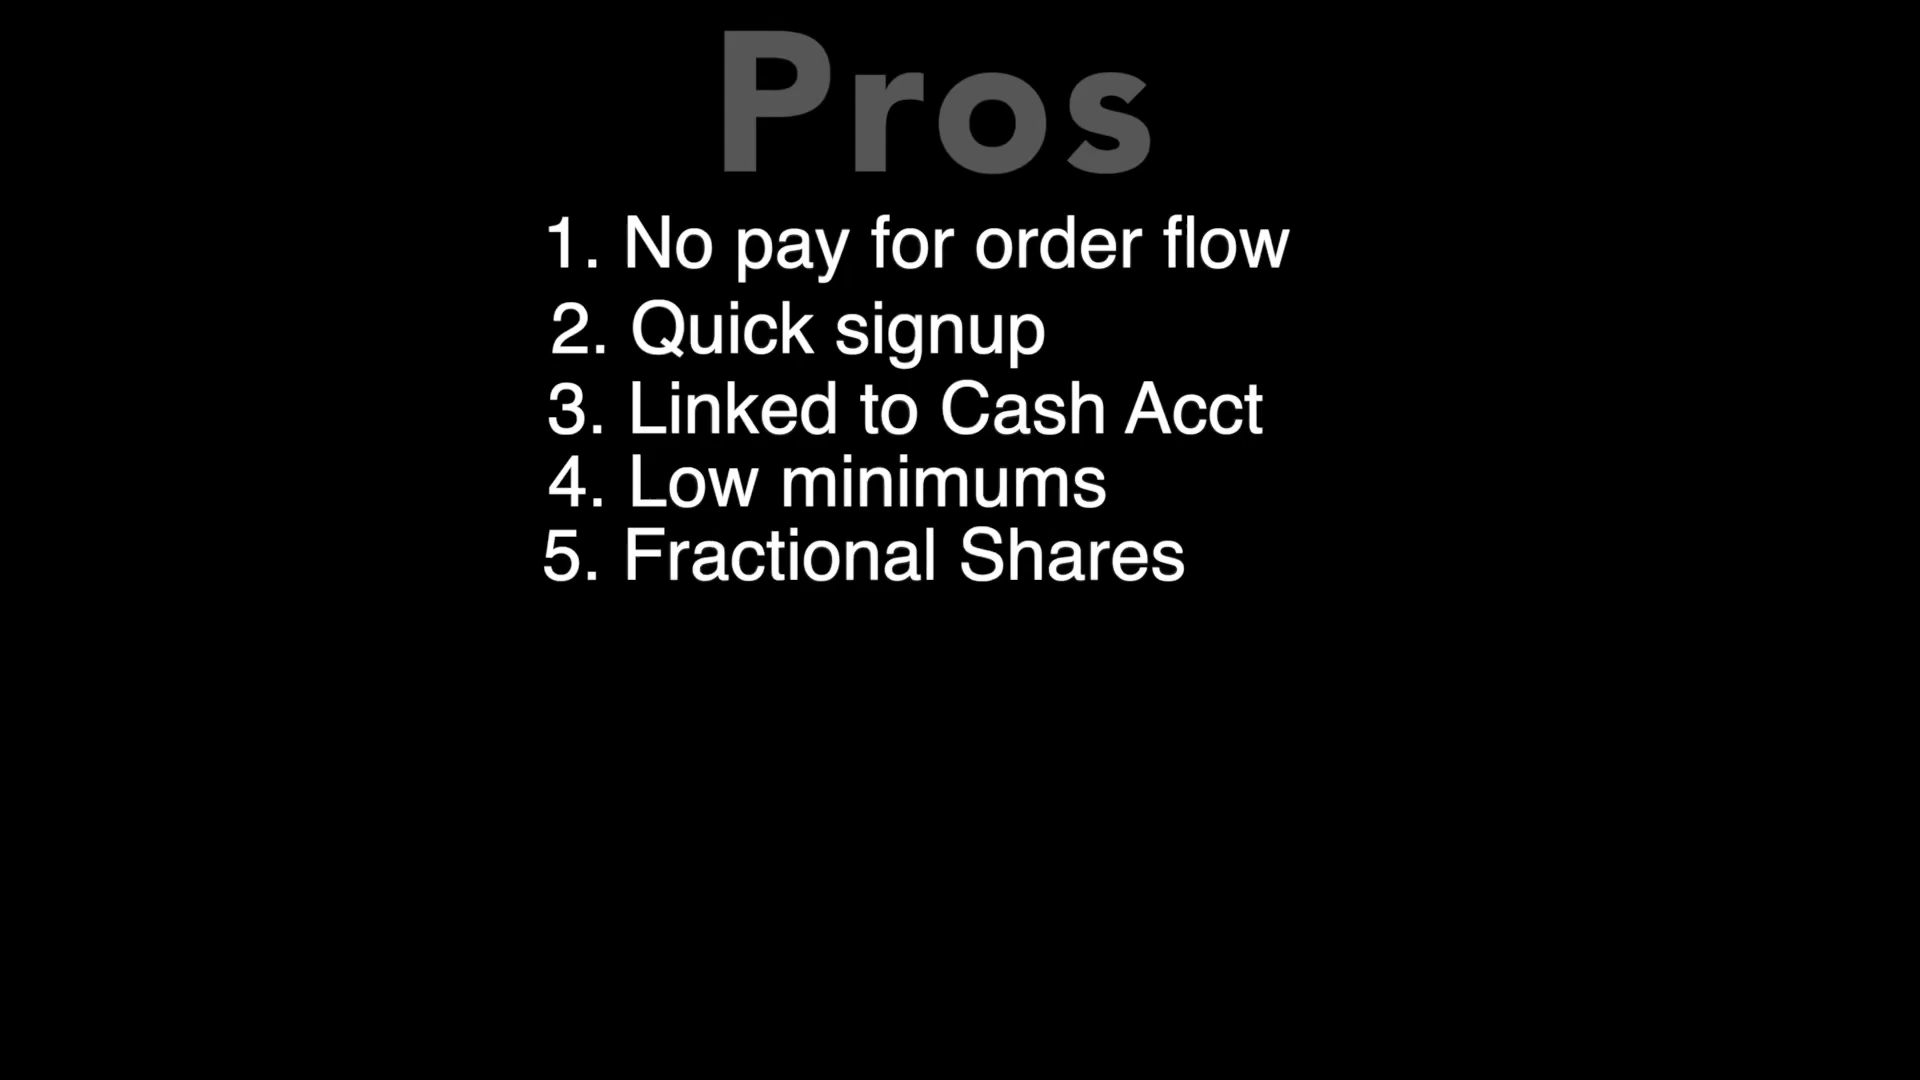 Pros
1. No pay for order flow
2. Quick signup
3. Linked to Cash Acct
4. Low minimums
5. Fractional Shares